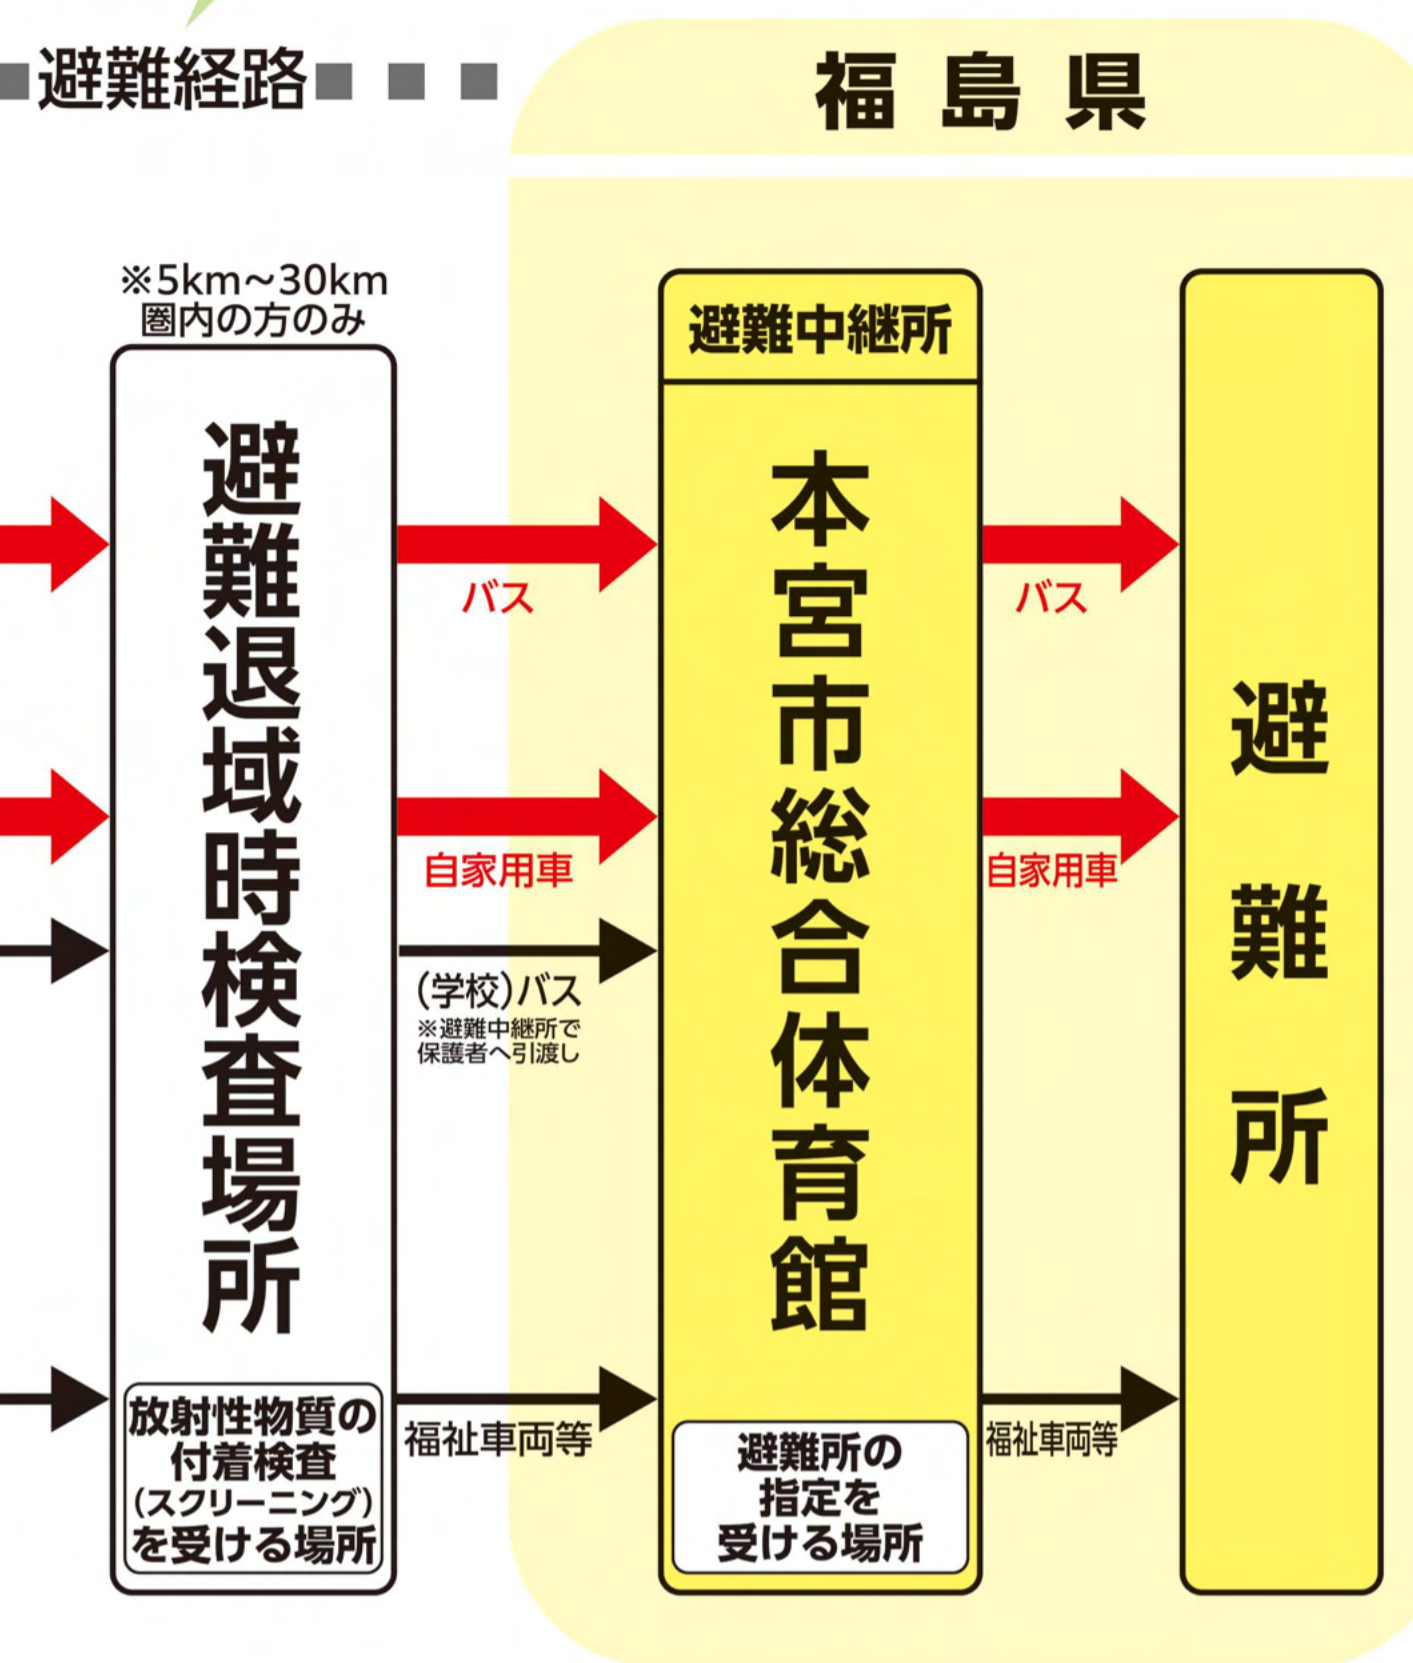 避難経路
福島県
※5km～30km
圏内の方のみ
避難退域時検査場所
放射性物質の
付着検査
（スクリーニング）
を受ける場所
バス
自家用車
（学校）バス
※避難中継所で
保護者へ引渡し
福祉車両等
避難中継所
本宮市総合体育館
避難所の
指定を
受ける場所
バス
自家用車
福祉車両等
避難所